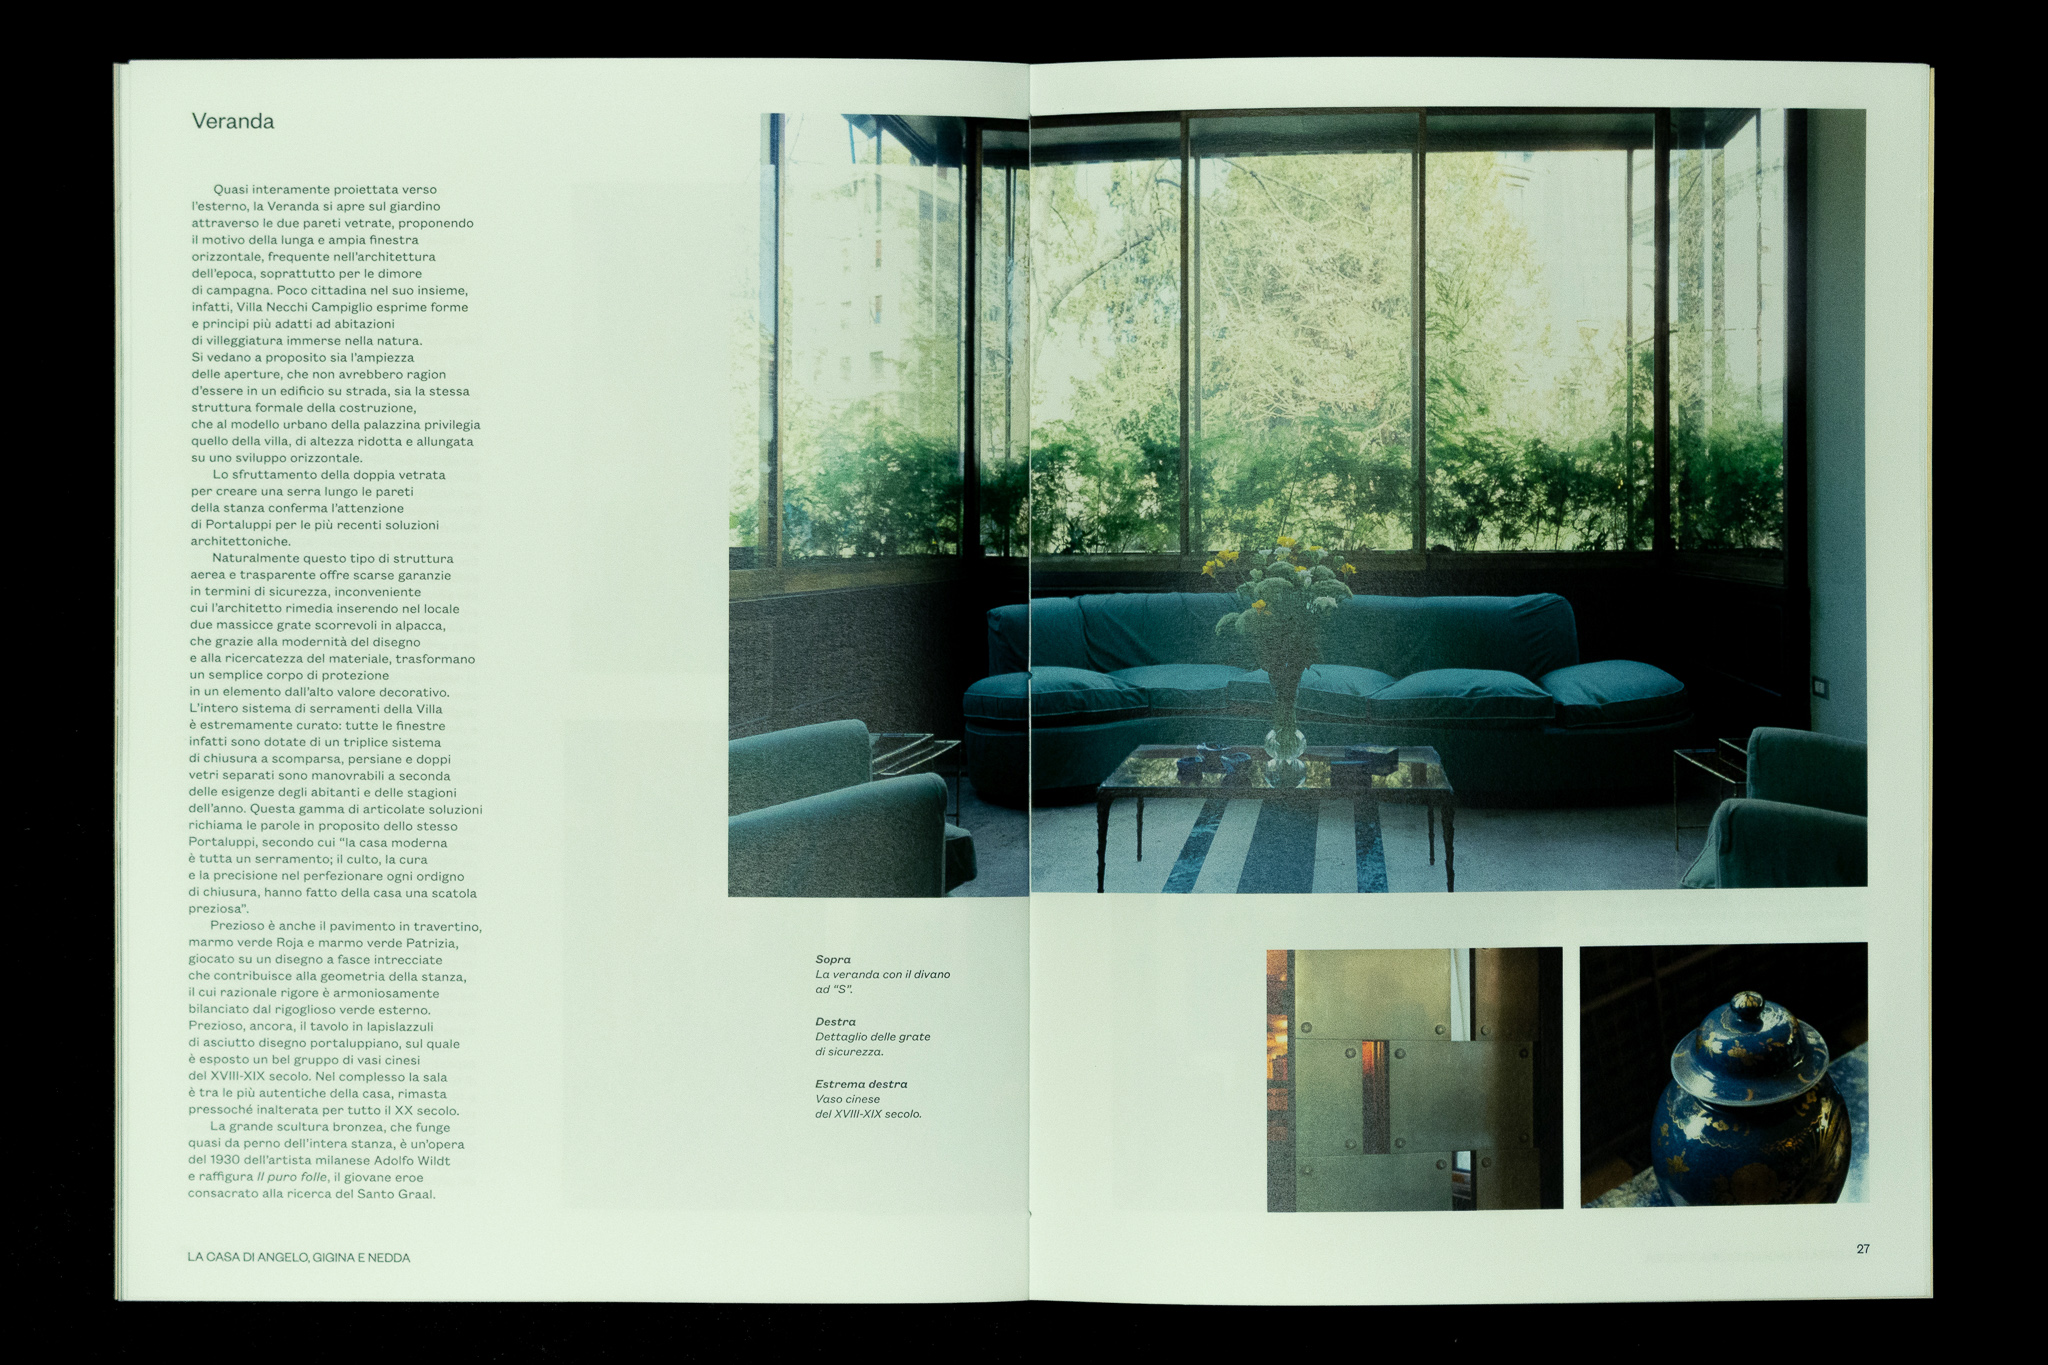 Veranda
Quasi interamente proiettata verso
l'esterno, la Veranda si apre sul giardino
attraverso le due pareti vetrate, proponendo
il motivo della lunga e ampia finestra
orizzontale, frequente nell'architettura
dell'epoca, soprattutto per le dimore
di campagna. Poco cittadina nel suo insieme,
infatti, Villa Necchi Campiglio esprime forme
e principi più adatti ad abitazioni
di villeggiatura immerse nella natura.
Si vedano a proposito sia l'ampiezza
delle aperture, che non avrebbero ragion
d'essere in un edificio su strada, sia la stessa
struttura formale della costruzione,
che al modello urbano della palazzina privilegia
quello della villa, di altezza ridotta e allungata
su uno sviluppo orizzontale.
Lo sfruttamento della doppia vetrata
per creare una serra lungo le pareti
della stanza conferma l'attenzione
di Portaluppi per le più recenti soluzioni
architettoniche.
Naturalmente questo tipo di struttura
aerea e trasparente offre scarse garanzie
in termini di sicurezza, inconveniente
cui l'architetto rimedia inserendo nel locale
due massicce grate scorrevoli in alpacca,
che grazie alla modernità del disegno
e alla ricercatezza del materiale, trasformano
un semplice corpo di protezione
in un elemento dall'alto valore decorativo.
L'intero sistema di serramenti della Villa
è estremamente curato: tutte le finestre
infatti sono dotate di un triplice sistema
di chiusura a scomparsa, persiane e doppi
vetri separati sono manovrabili a seconda
delle esigenze degli abitanti e delle stagioni
dell'anno. Questa gamma di articolate soluzioni
richiama le parole in proposito dello stesso
Portaluppi, secondo cui “la casa moderna
è tutta un serramento; il culto, la cura
e la precisione nel perfezionare ogni ordigno
di chiusura, hanno fatto della casa una scatola
preziosa”.
Prezioso è anche il pavimento in travertino,
marmo verde Roja e marmo verde Patrizia,
giocato su un disegno a fasce intrecciate
che contribuisce alla geometria della stanza,
il cui razionale rigore è armoniosamente
bilanciato dal rigoglioso verde esterno.
Prezioso, ancora, il tavolo in lapislazzuli
di asciutto disegno portaluppiano, sul quale
è esposto un bel gruppo di vasi cinesi
del XVIII-XIX secolo. Nel complesso la sala
è tra le più autentiche della casa, rimasta
pressoché inalterata per tutto il XX secolo.
La grande scultura bronzea, che funge
quasi da perno dell'intera stanza, è un'opera
del 1930 dell'artista milanese Adolfo Wildt
e raffigura Il puro folle, il giovane eroe
consacrato alla ricerca del Santo Graal.
LA CASA DI ANGELO, GIGINA E NEDDA
Sopra
La veranda con il divano
ad “S”.
Destra
Dettaglio delle grate
di sicurezza.
Estrema destra
Vaso cinese
del XVIII-XIX secolo.
27